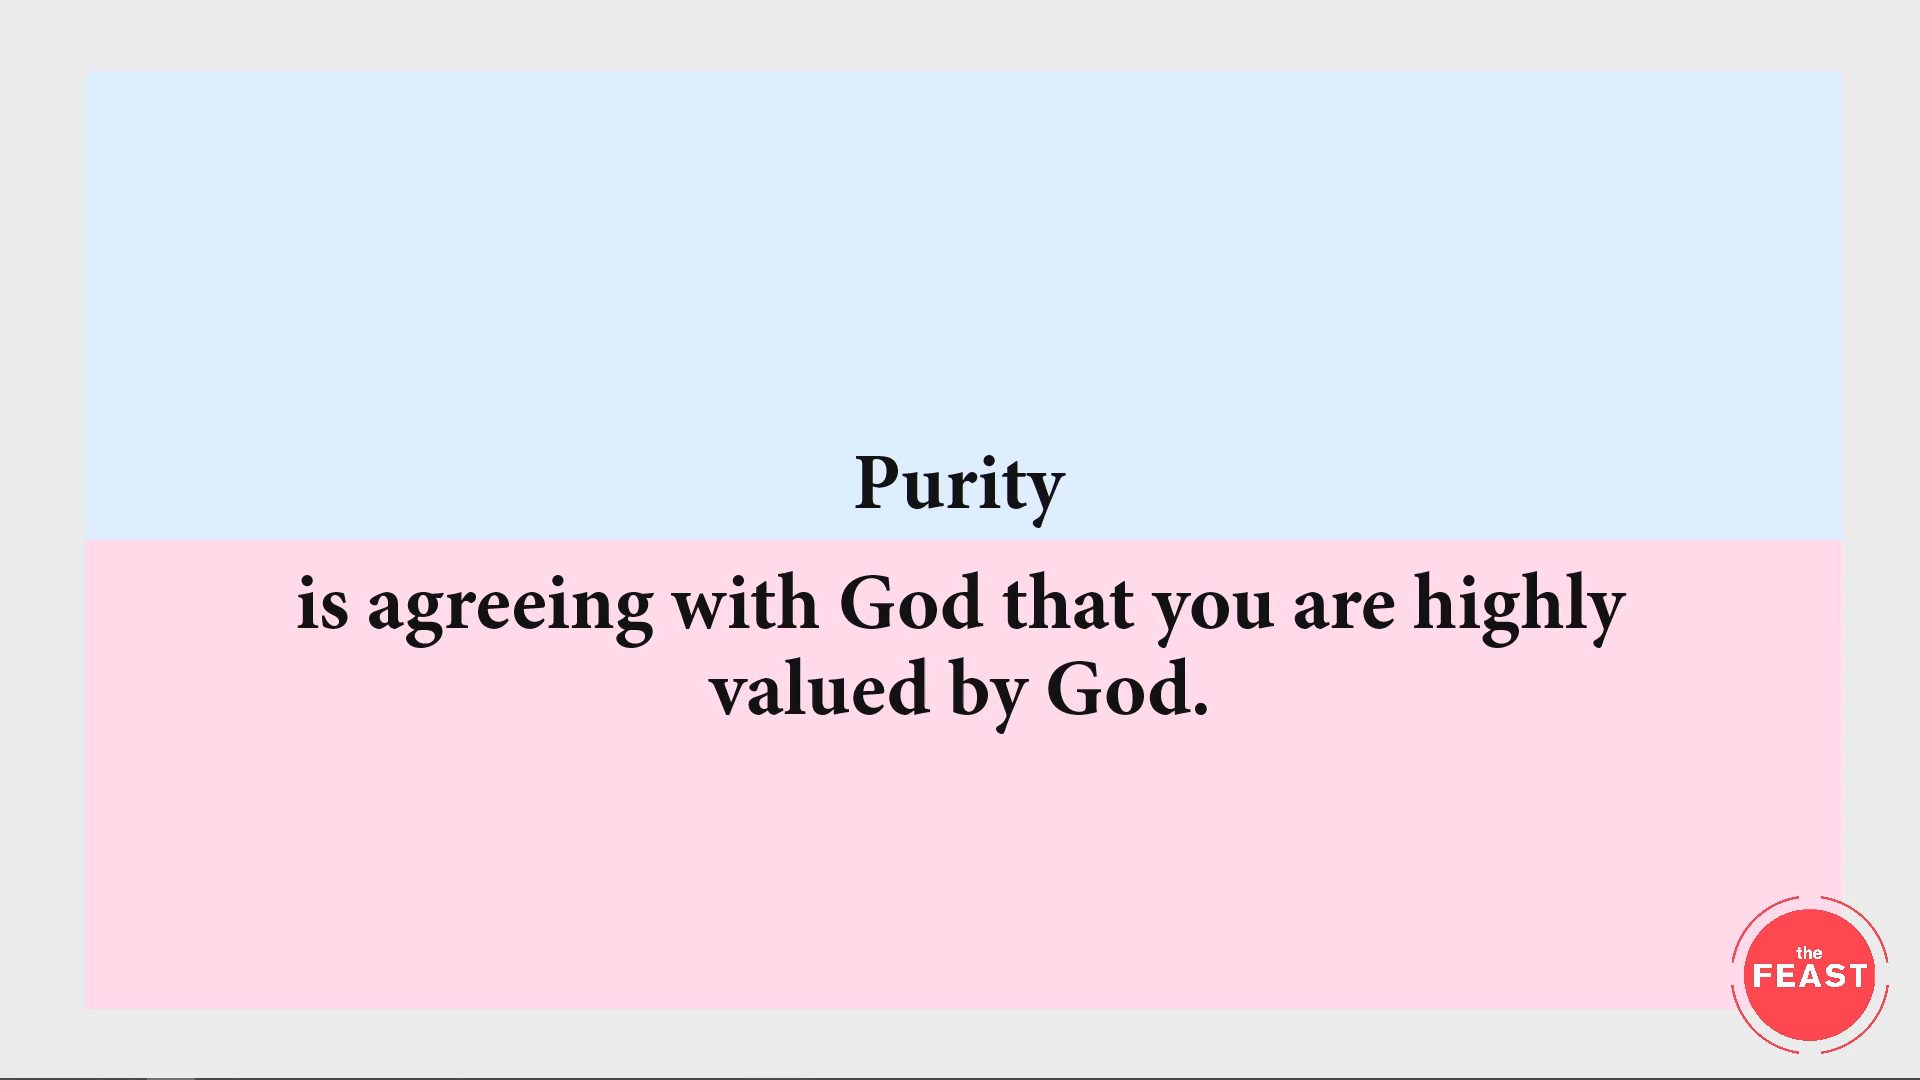 Purity
is agreeing with God that you are highly
valued by God.
the
FEAST